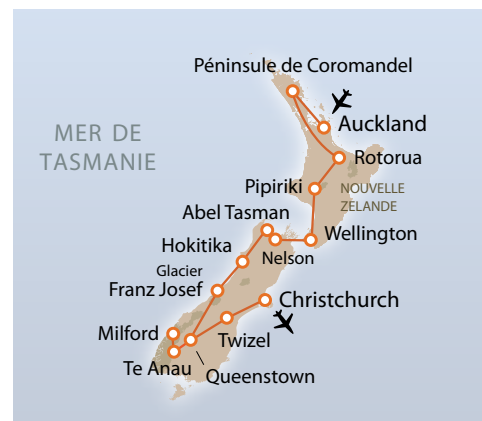 Péninsule de Coromandel
Auckland
MER DE
TASMANIE
Rotorua
Pipiriki
NOUVELLE
ZÉLANDE
Abel Tasman
Wellington
Hokitika
Nelson
Glacier
Franz Josef
Christchurch
Milford
Twizel
Te Anau
Queenstown